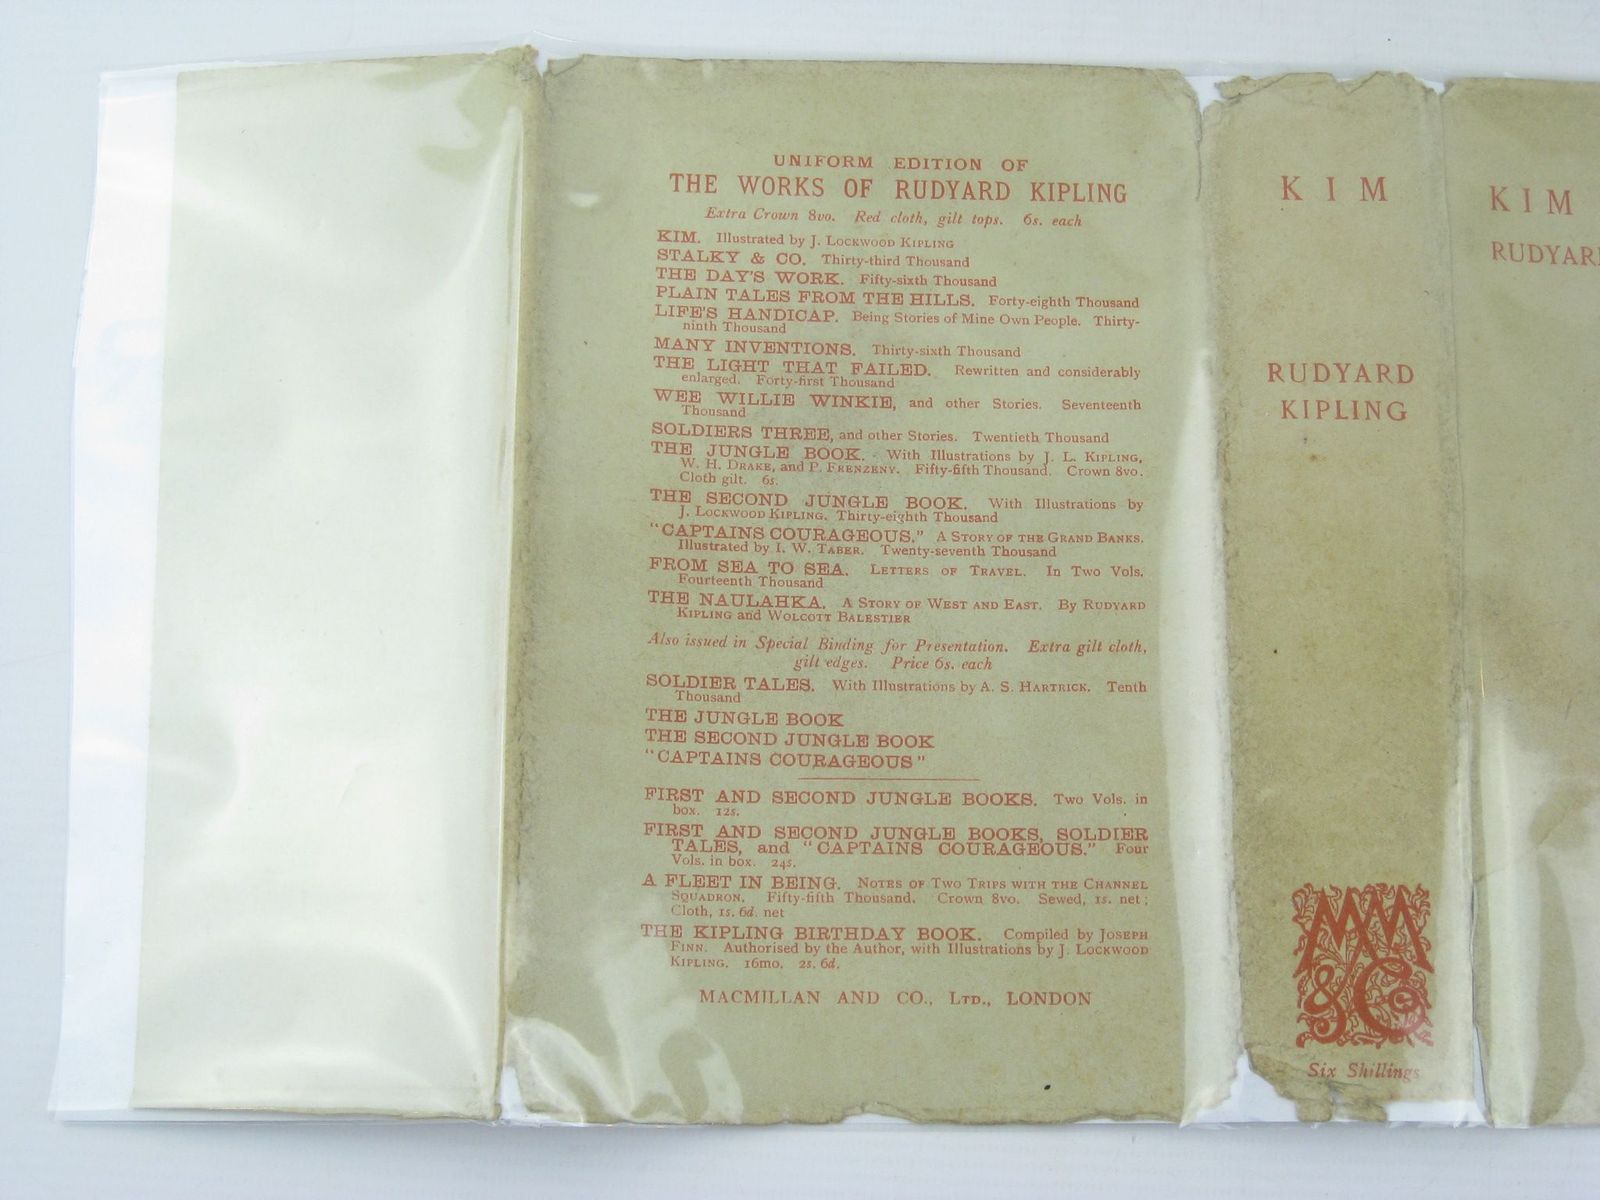 UNIFORM EDITION OF
THE WORKS OF RUDYARD KIPLING
Extra Crown 8vo. Red cloth, gilt tops. 6s. each
KIM. Illustrated by J. LOCKWOOD KIPLING
STALKY & CO. Thirty-third Thousand
THE DAY'S WORK. Fifty-sixth Thousand
PLAIN TALES FROM THE HILLS. Forty-eighth Thousand
LIFE'S HANDICAP. Being Stories of Mine Own People. Thirty-
ninth Thousand
MANY INVENTIONS. Thirty-sixth Thousand
THE LIGHT THAT FAILED. Rewritten and considerably
enlarged. Forty-first Thousand
WEE WILLIE WINKIE, and other Stories. Seventeenth
Thousand
SOLDIERS THREE, and other Stories. Twentieth Thousand
THE JUNGLE BOOK. With Illustrations by J. L. KIPLING,
W. H. DRAKE, and P. FRENZENY. Fifty-fifth Thousand. Crown 8vo.
Cloth gilt. 6s.
THE SECOND JUNGLE BOOK. With Illustrations by
J. LOCKWOOD KIPLING. Thirty-eighth Thousand
"CAPTAINS COURAGEOUS." A STORY OF THE GRAND BANKS.
Illustrated by I. W. TABER. Twenty-seventh Thousand
FROM SEA TO SEA. LETTERS OF TRAVEL. In Two Vols.
Fourteenth Thousand
THE NAULAHKA. A STORY OF WEST AND EAST. By RUDYARD
KIPLING and WOLCOTT BALESTIER
Also issued in Special Binding for Presentation. Extra gilt cloth,
gilt edges. Price 6s. each
SOLDIER TALES. With Illustrations by A. S. HARTRICK. Tenth
Thousand
THE JUNGLE BOOK
THE SECOND JUNGLE BOOK
"CAPTAINS COURAGEOUS"
FIRST AND SECOND JUNGLE BOOKS. Two Vols. in
box. 12s.
FIRST AND SECOND JUNGLE BOOKS, SOLDIER
TALES, and "CAPTAINS COURAGEOUS." Four
Vols. in box. 24s.
A FLEET IN BEING. NOTES OF TWO TRIPS WITH THE CHANNEL
SQUADRON. Fifty-fifth Thousand. Crown 8vo. Sewed, 1s. net;
Cloth, 1s. 6d. net
THE KIPLING BIRTHDAY BOOK. Compiled by JOSEPH
FINN. Authorised by the Author, with Illustrations by J. LOCKWOOD
KIPLING. 16mo. 2s. 6d.
MACMILLAN AND CO., LTD., LONDON
KIM
RUDYARD
KIPLING
MM
& Co
Six Shillings
KIM
RUDYAR